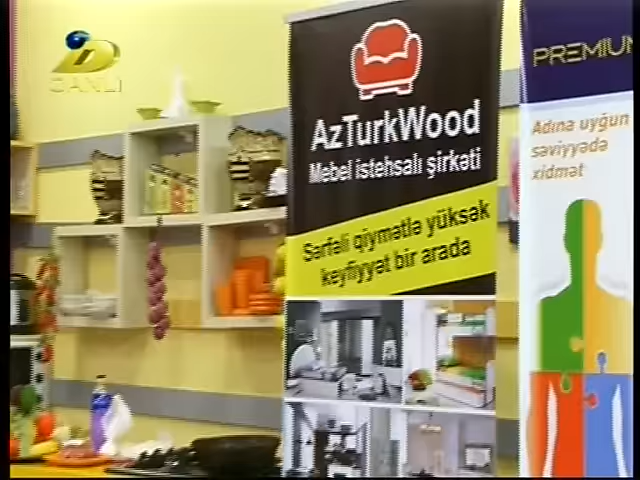 CANLI
AzTurkWood
Mebel istehsalı şirkəti
Sərfəli qiymətlə yüksək
keyfiyyət bir arada
PREMIUM
Adına uyğun
səviyyədə
xidmət